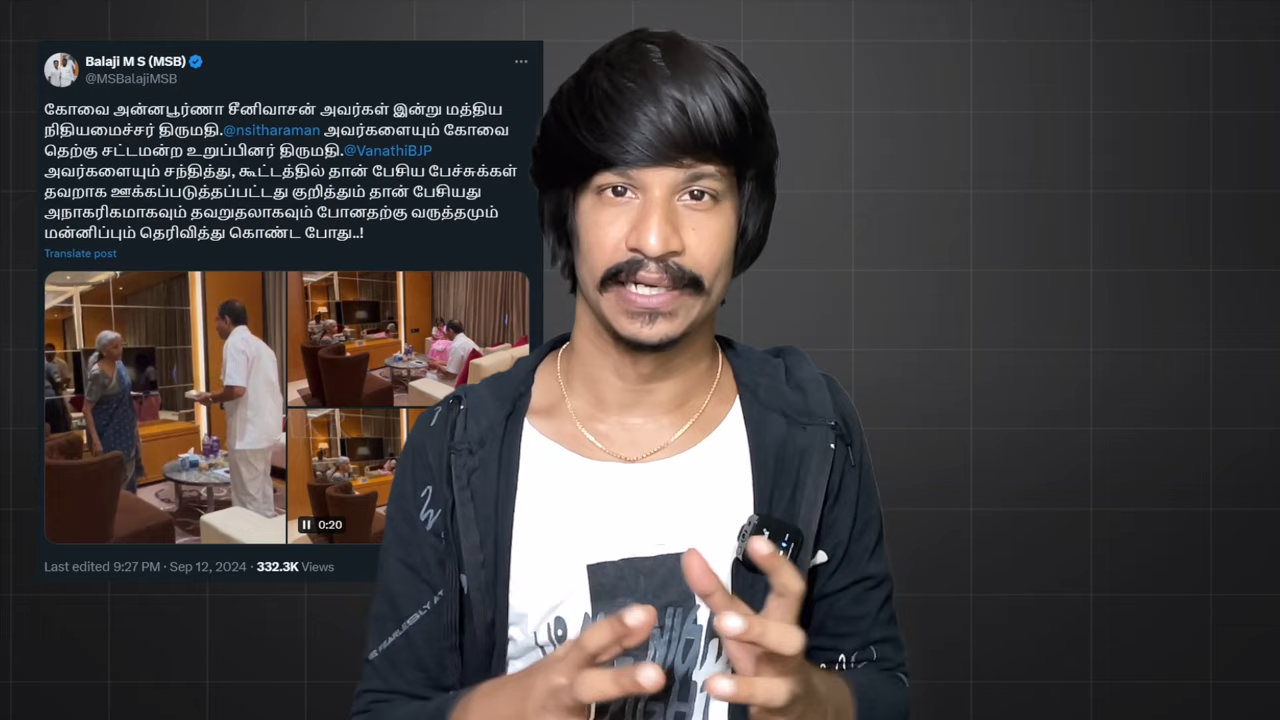 Balaji M S (MSB)
@MSBalajiMSB
கோவை அன்னபூர்ணா சீனிவாசன் அவர்கள் இன்று மத்திய
நிதியமைச்சர் திருமதி.@nsitharaman அவர்களையும் கோவை
தெற்கு சட்டமன்ற உறுப்பினர் திருமதி.@VanathiBJP
அவர்களையும் சந்தித்து, கூட்டத்தில் தான் பேசிய பேச்சுக்கள்
தவறாக ஊக்கப்படுத்தப்பட்டது குறித்தும் தான் பேசியது
அநாகரிகமாகவும் தவறுதலாகவும் போனதற்கு வருத்தமும்
மன்னிப்பும் தெரிவித்து கொண்ட போது..!
Translate post
0:20
Last edited 9:27 PM · Sep 12, 2024 · 332.3K Views